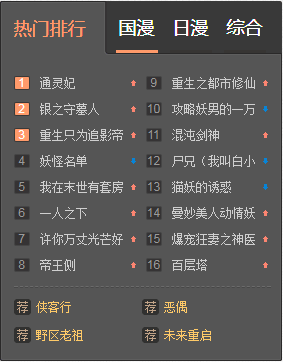 热门排行 国漫 日漫 综合
1 通灵妃 9 重生之都市修仙
2 银之守墓人 10 攻略妖男的一万
3 重生只为追影帝 11 混沌剑神
4 妖怪名单 12 尸兄（我叫白小
5 我在末世有套房 13 猫妖的诱惑
6 一人之下 14 曼妙美人动情妖
7 许你万丈光芒好 15 爆宠狂妻之神医
8 帝王侧 16 百层塔
荐 侠客行 荐 恶偶
荐 野区老祖 荐 未来重启